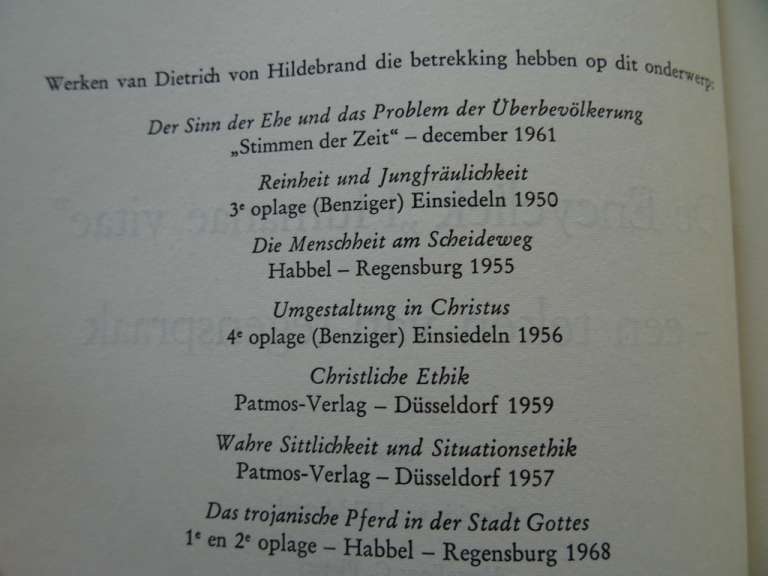 Werken van Dietrich von Hildebrand die betrekking hebben op dit onderwerp:
Der Sinn der Ehe und das Problem der Überbevölkerung
„Stimmen der Zeit“ – december 1961
Reinheit und Jungfräulichkeit
3e oplage (Benziger) Einsiedeln 1950
Die Menschheit am Scheideweg
Habbel – Regensburg 1955
Umgestaltung in Christus
4e oplage (Benziger) Einsiedeln 1956
Christliche Ethik
Patmos-Verlag – Düsseldorf 1959
Wahre Sittlichkeit und Situationsethik
Patmos-Verlag – Düsseldorf 1957
Das trojanische Pferd in der Stadt Gottes
1e en 2e oplage – Habbel – Regensburg 1968